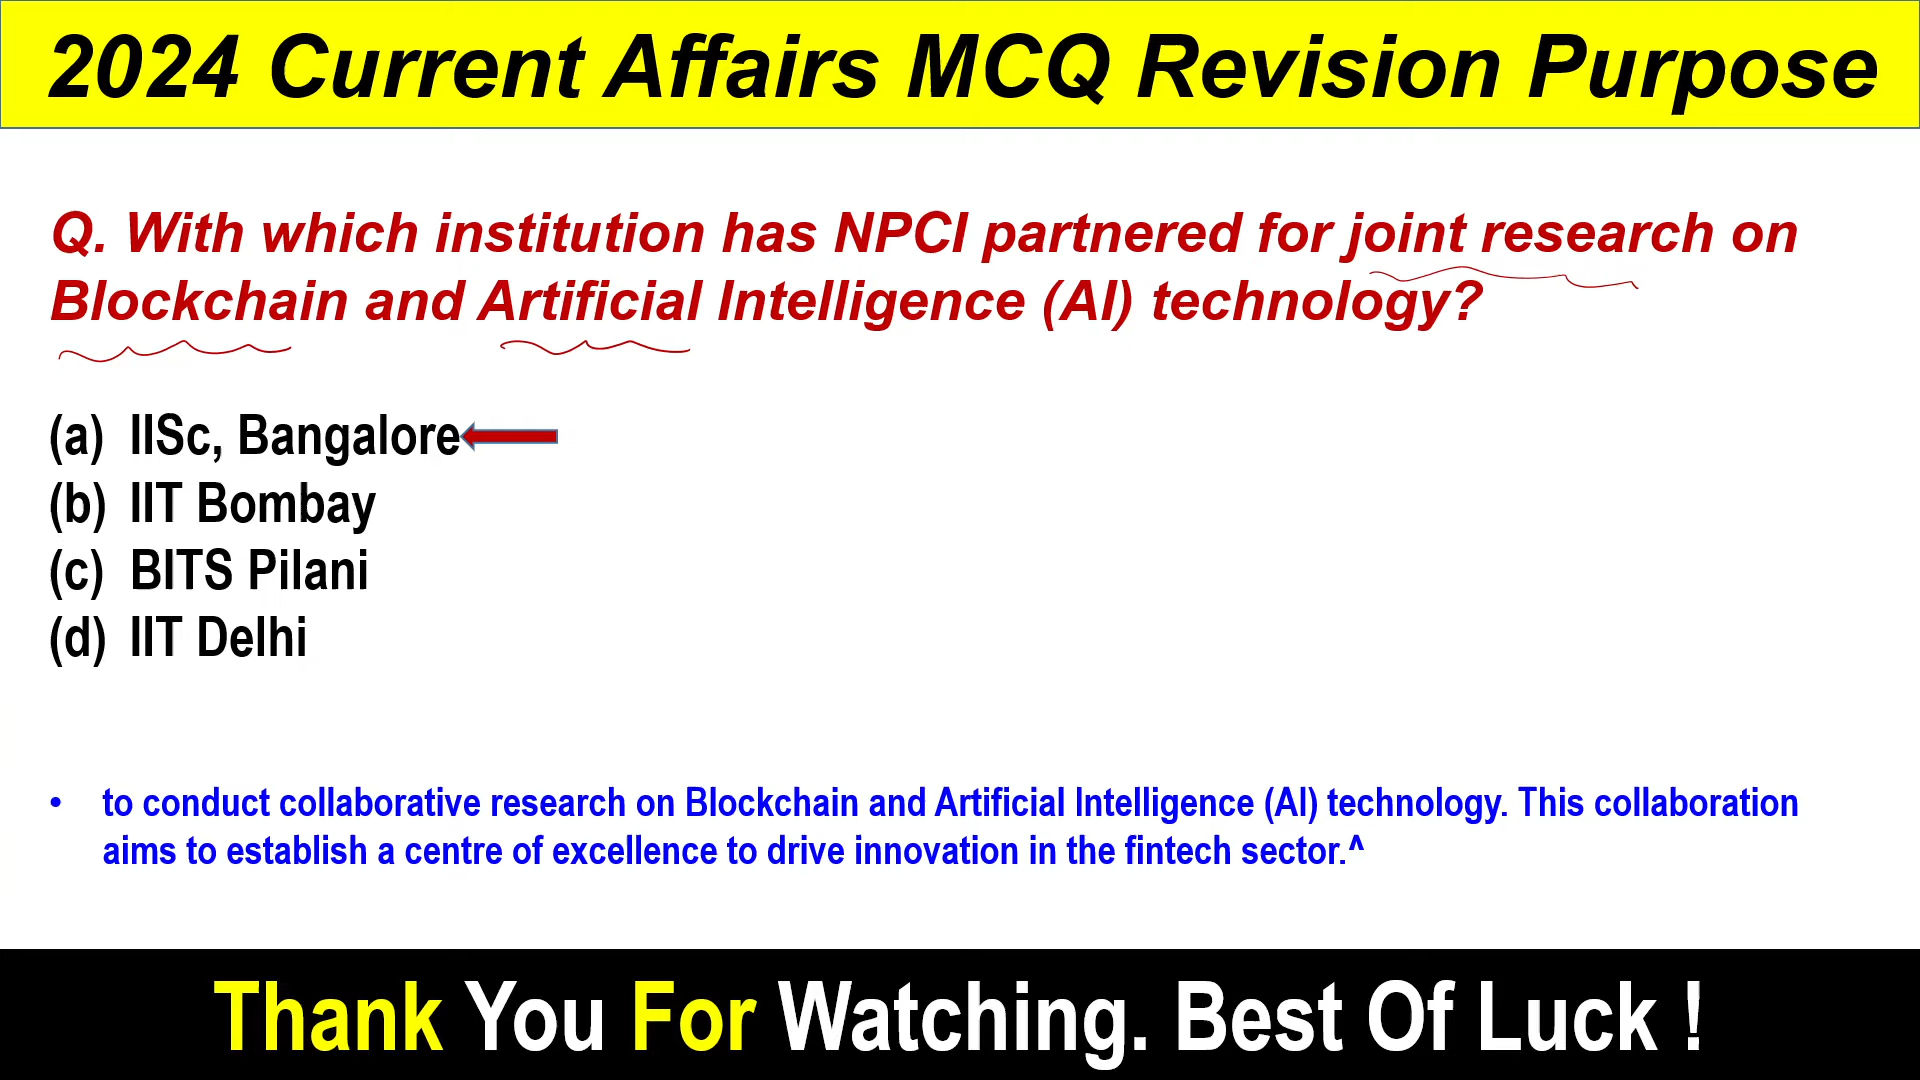 2024 Current Affairs MCQ Revision Purpose
Q. With which institution has NPCI partnered for joint research on
Blockchain and Artificial Intelligence (AI) technology?
(a) IISc, Bangalore
(b) IIT Bombay
(c) BITS Pilani
(d) IIT Delhi
• to conduct collaborative research on Blockchain and Artificial Intelligence (AI) technology. This collaboration
aims to establish a centre of excellence to drive innovation in the fintech sector.^
Thank You For Watching. Best Of Luck !